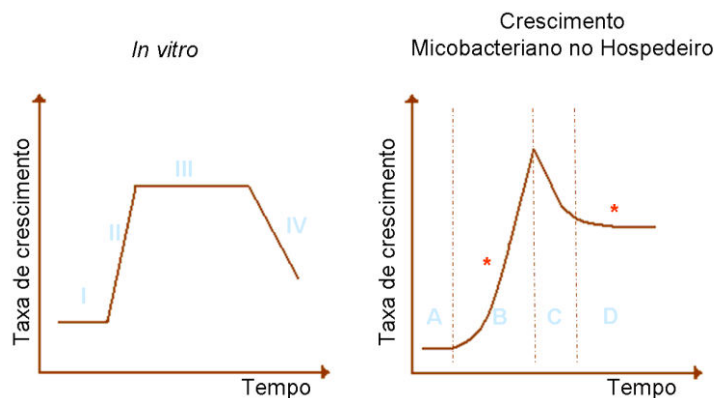 In vitro
Taxa de crescimento
I
II
III
IV
Tempo
Crescimento
Micobacteriano no Hospedeiro
Taxa de crescimento
*
*
A
B
C
D
Tempo